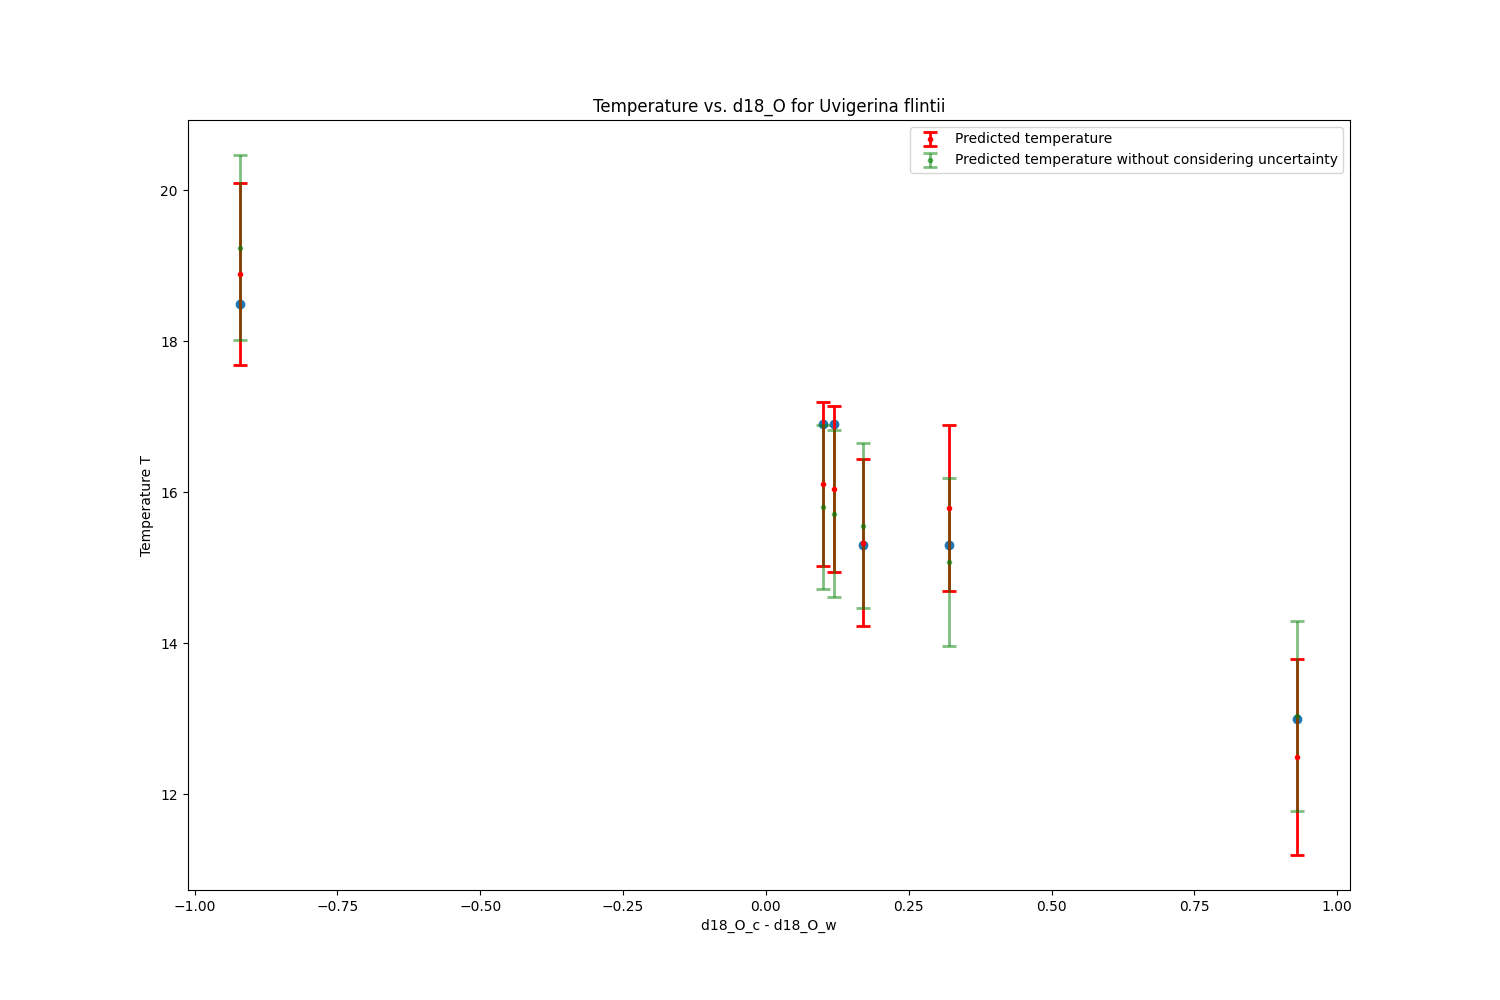 Temperature vs. d18_O for Uvigerina flintii
Predicted temperature
Predicted temperature without considering uncertainty
20
18
16
14
12
Temperature T
−1.00 −0.75 −0.50 −0.25 0.00 0.25 0.50 0.75 1.00
d18_O_c - d18_O_w